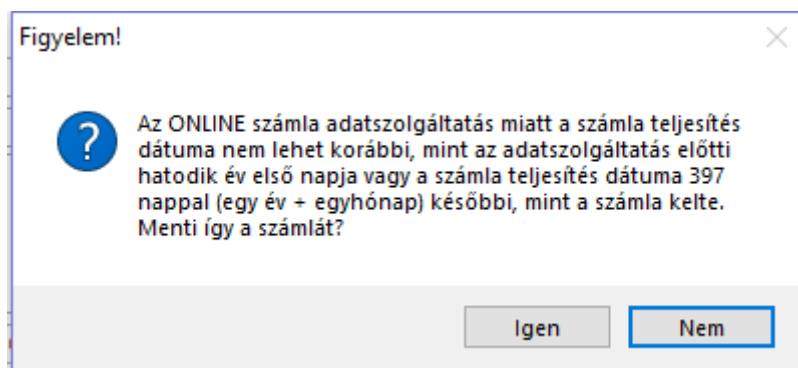 Figyelem!
Az ONLINE számla adatszolgáltatás miatt a számla teljesítés
dátuma nem lehet korábbi, mint az adatszolgáltatás előtti
hatodik év első napja vagy a számla teljesítés dátuma 397
nappal (egy év + egyhónap) későbbi, mint a számla kelte.
Menti így a számlát?
Igen
Nem